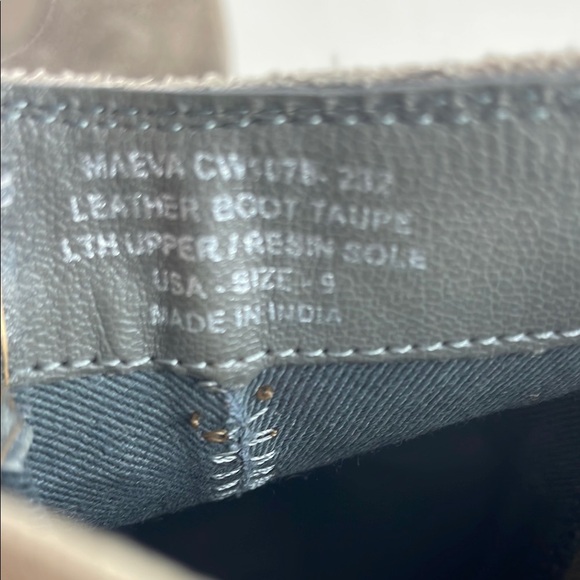 MAEVA
LEATHER BOOT TAUPE
LTH UPPER / RESIN SOLE
USA - SIZE - 9
MADE IN INDIA